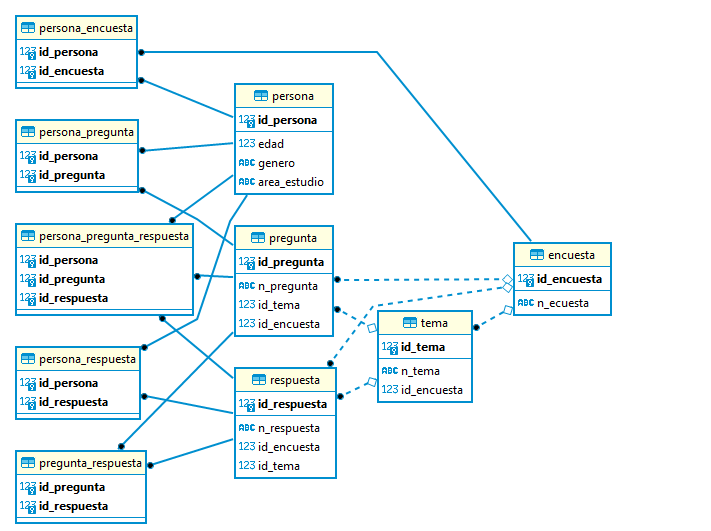 persona_encuesta
123 id_persona
123 id_encuesta
persona_pregunta
123 id_persona
123 id_pregunta
persona_pregunta_respuesta
123 id_persona
123 id_pregunta
123 id_respuesta
persona_respuesta
123 id_persona
123 id_respuesta
pregunta_respuesta
123 id_pregunta
123 id_respuesta
persona
123 id_persona
123 edad
ABC genero
ABC area_estudio
pregunta
123 id_pregunta
ABC n_pregunta
123 id_tema
123 id_encuesta
respuesta
123 id_respuesta
ABC n_respuesta
123 id_encuesta
123 id_tema
tema
123 id_tema
ABC n_tema
123 id_encuesta
encuesta
123 id_encuesta
ABC n_ecuesta